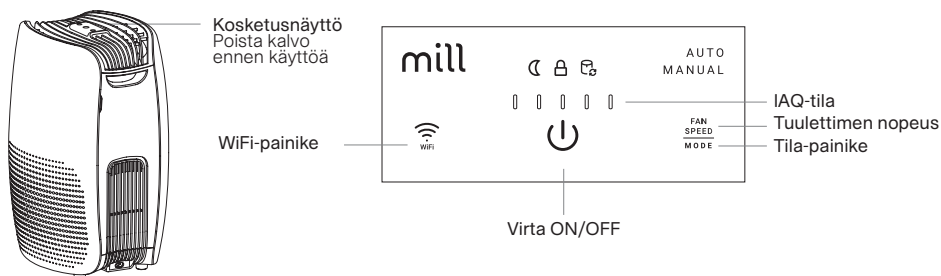 Kosketusnäyttö
Poista kalvo
ennen käyttöä
mill
AUTO
MANUAL
IAQ-tila
WiFi-painike
WiFi
FAN
SPEED
MODE
Tuulettimen nopeus
Tila-painike
Virta ON/OFF